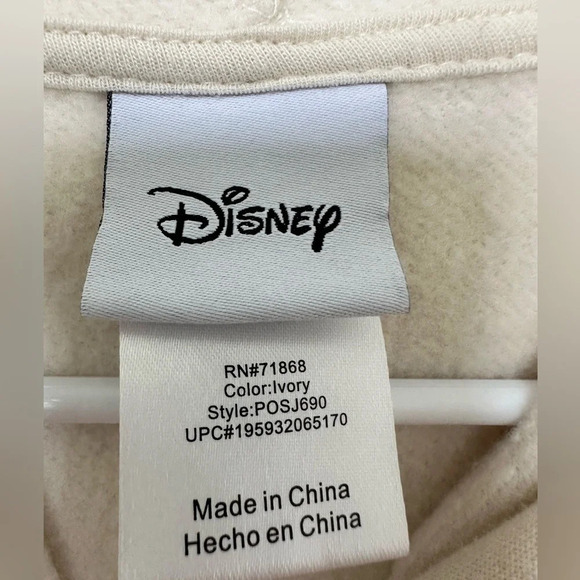 Disney
RN#71868
Color:Ivory
Style:POSJ690
UPC#195932065170
Made in China
Hecho en China